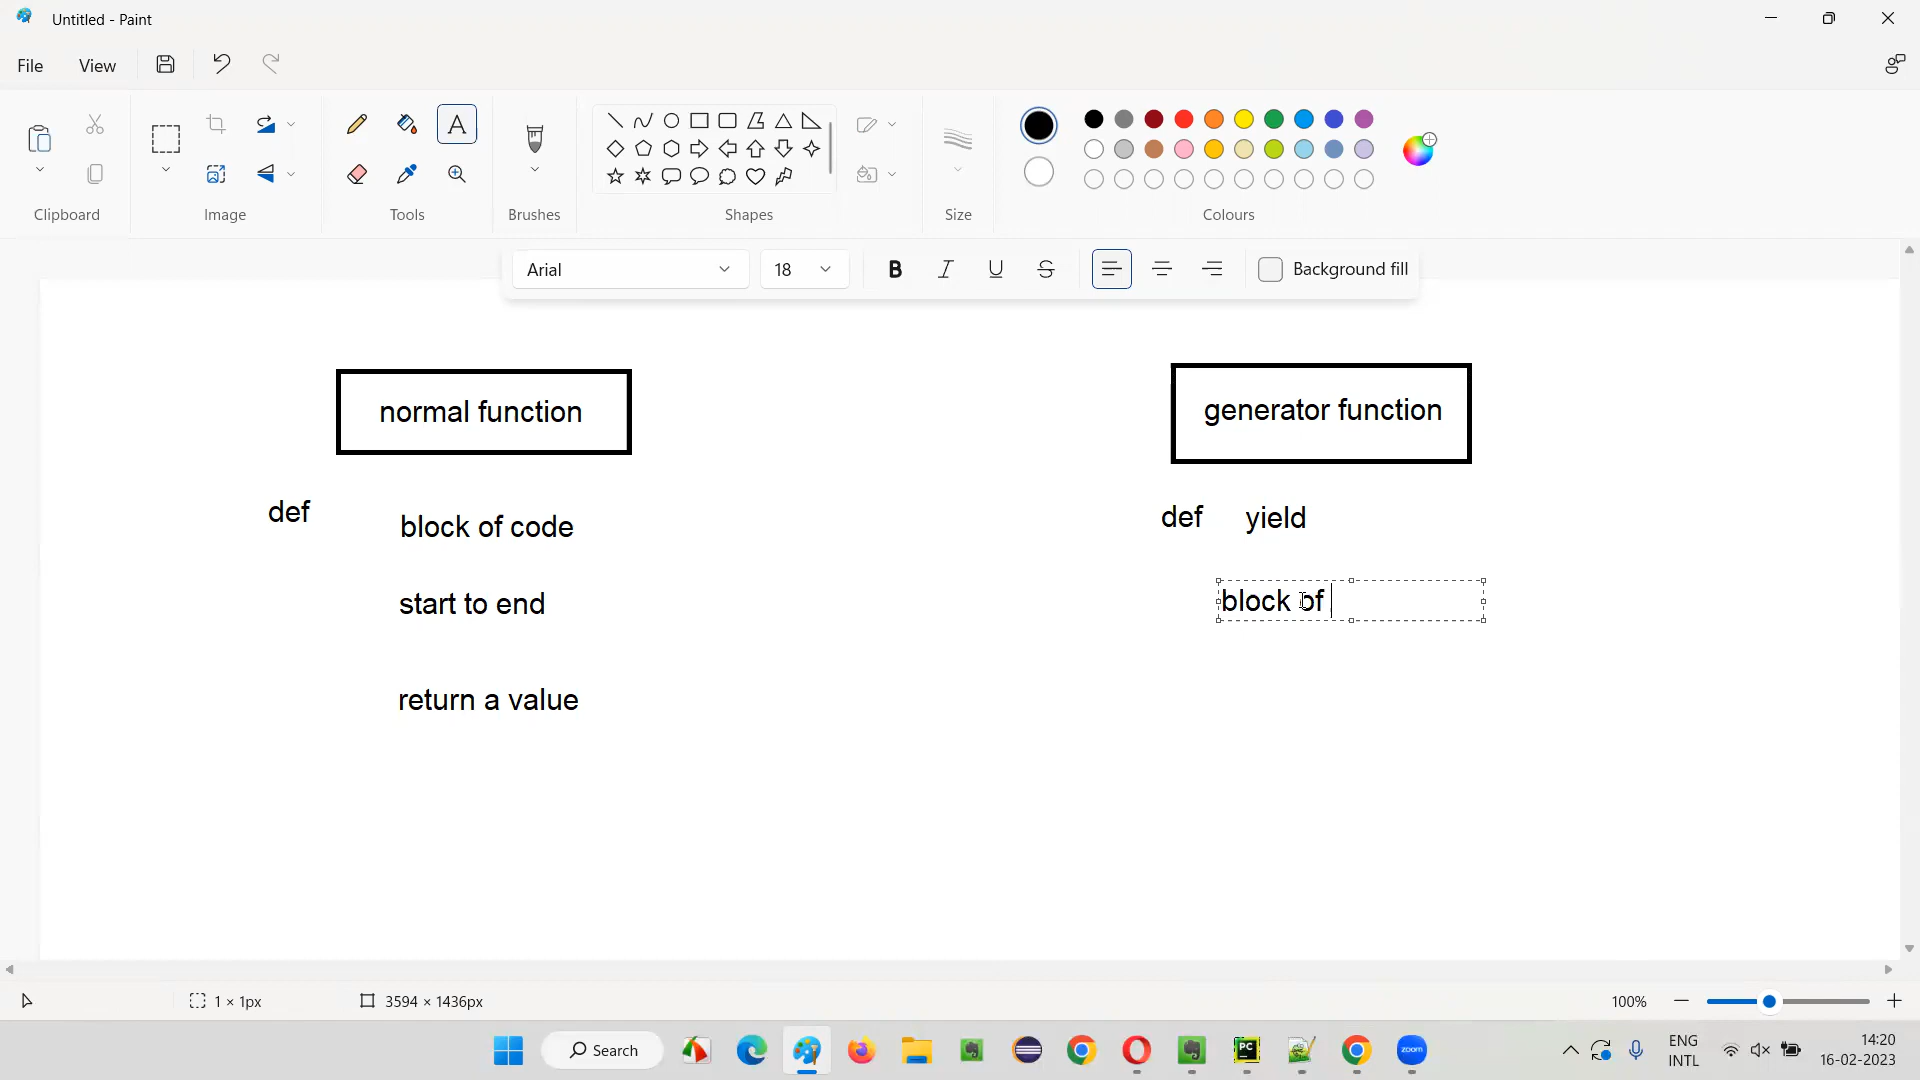 Untitled - Paint
File
View
Clipboard
Image
Tools
Brushes
Shapes
Size
Colours
Arial
18
B
I
U
S
Background fill
normal function
generator function
def
block of code
def
yield
start to end
block of
return a value
1 × 1px
3594 × 1436px
100%
Search
PC
zoom
ENG
INTL
14:20
16-02-2023